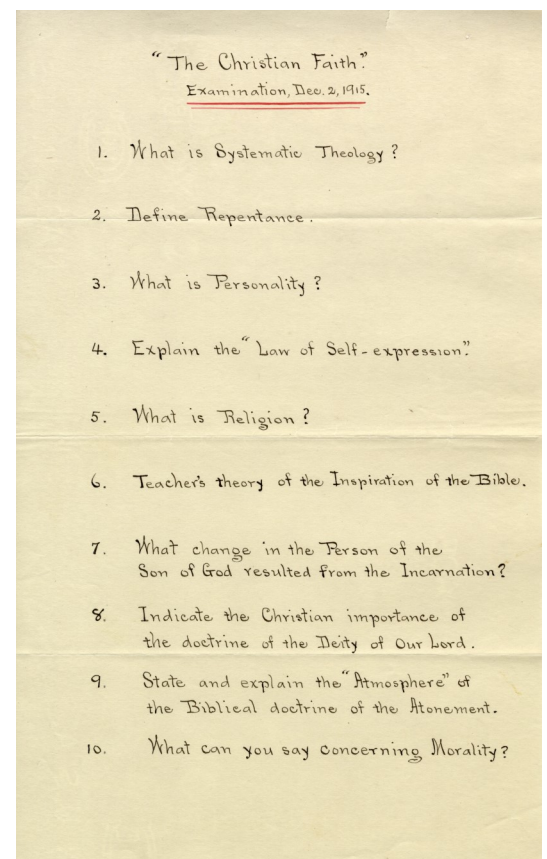 "The Christian Faith."
Examination, Dec. 2, 1915.
1. What is Systematic Theology?
2. Define Repentance.
3. What is Personality?
4. Explain the "Law of Self-expression."
5. What is Religion?
6. Teacher's theory of the Inspiration of the Bible.
7. What change in the Person of the
Son of God resulted from the Incarnation?
8. Indicate the Christian importance of
the doctrine of the Deity of Our Lord.
9. State and explain the "Atmosphere" of
the Biblical doctrine of the Atonement.
10. What can you say concerning Morality?